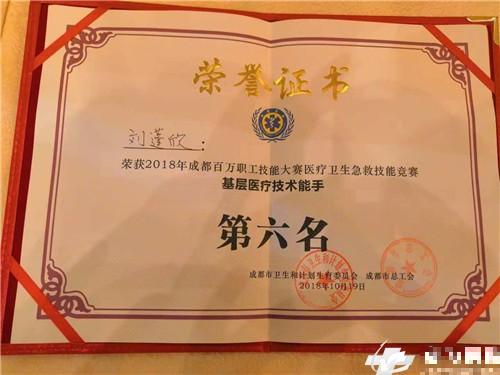 荣誉证书
刘莲欣：
荣获2018年成都百万职工技能大赛医疗卫生急救技能竞赛
基层医疗技术能手
第六名
成都市卫生和计划生育委员会 成都市总工会
2018年10月19日